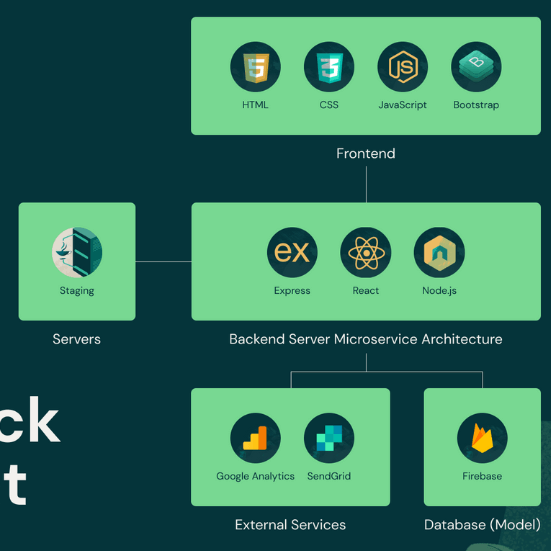 HTML CSS JavaScript Bootstrap
Frontend
Staging
Express React Node.js
Servers
Backend Server Microservice Architecture
ck
t
Google Analytics SendGrid
Firebase
External Services
Database (Model)